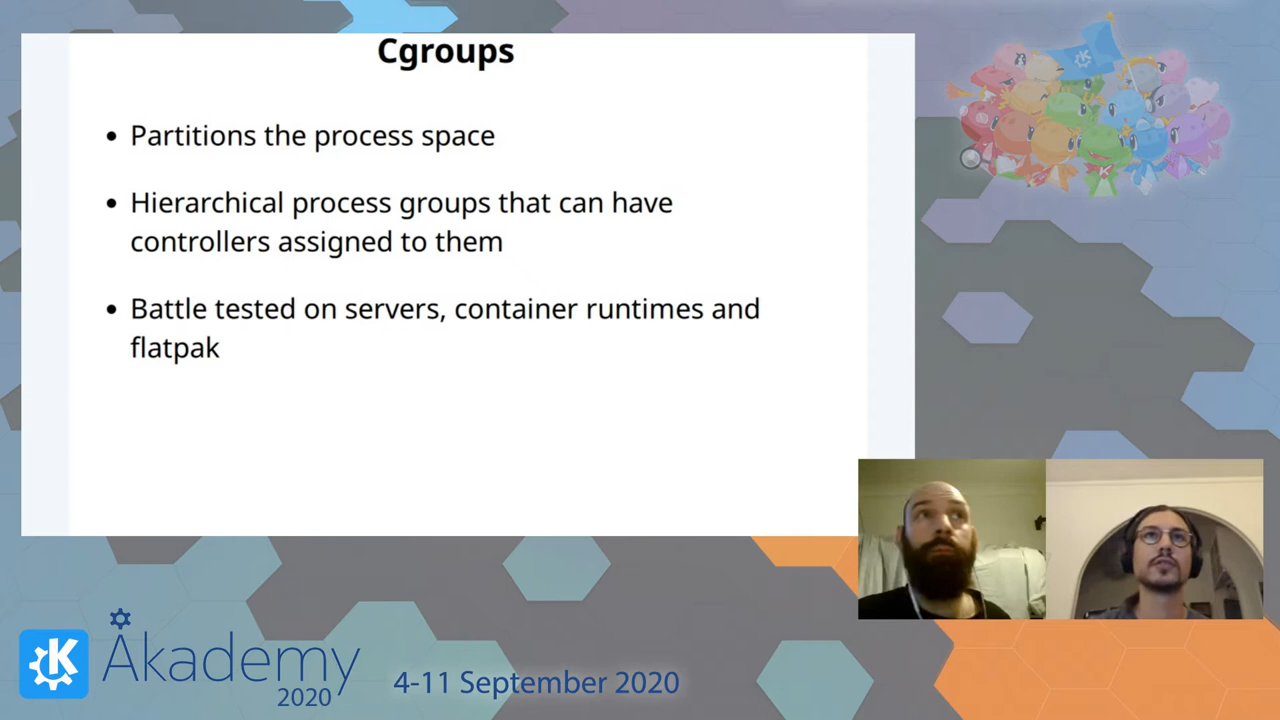 Cgroups
• Partitions the process space
• Hierarchical process groups that can have
controllers assigned to them
• Battle tested on servers, container runtimes and
flatpak
K
Akademy
2020
4-11 September 2020